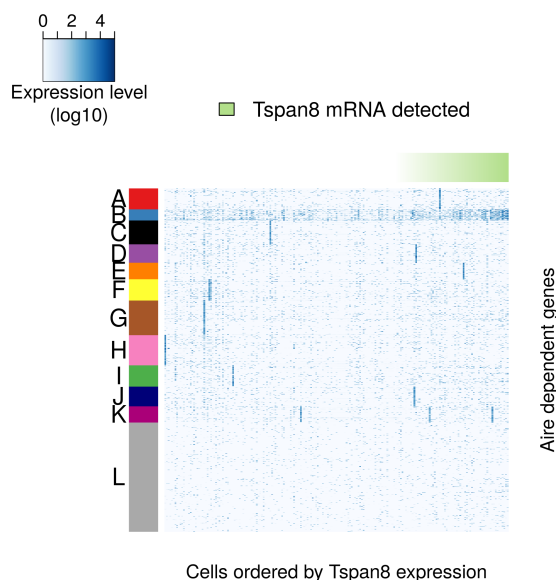 0 2 4
Expression level
(log10)
Tspan8 mRNA detected
A
B
C
D
E
F
G
H
I
J
K
L
Aire dependent genes
Cells ordered by Tspan8 expression